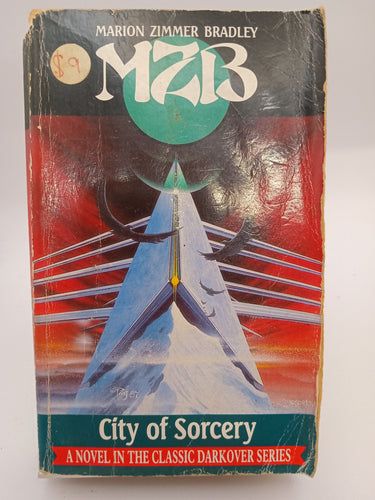 MARION ZIMMER BRADLEY
MZB
$9
City of Sorcery
A NOVEL IN THE CLASSIC DARKOVER SERIES